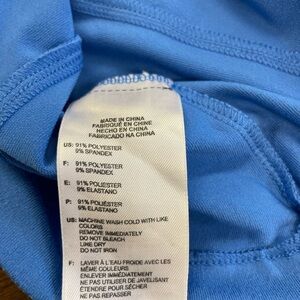 MADE IN CHINA
FABRIQUÉ EN CHINE
HECHO EN CHINA
FABRICADO NA CHINA
US: 91% POLYESTER
9% SPANDEX
F: 91% POLYESTER
9% SPANDEX
E: 91% POLIESTER
9% ELASTANO
P: 91% POLIÉSTER
9% ELASTANO
US: MACHINE WASH COLD WITH LIKE
COLORS
REMOVE IMMEDIATELY
DO NOT BLEACH
LINE DRY
DO NOT IRON
F: LAVER À L'EAU FROIDE AVEC LES
MÊME COULEURS
ENLEVER IMMÉDIATEMENT
NE PAS UTILISER DE JAVELISANT
ÉTENDRE POUR SÉCHER
NE PAS REPASSER